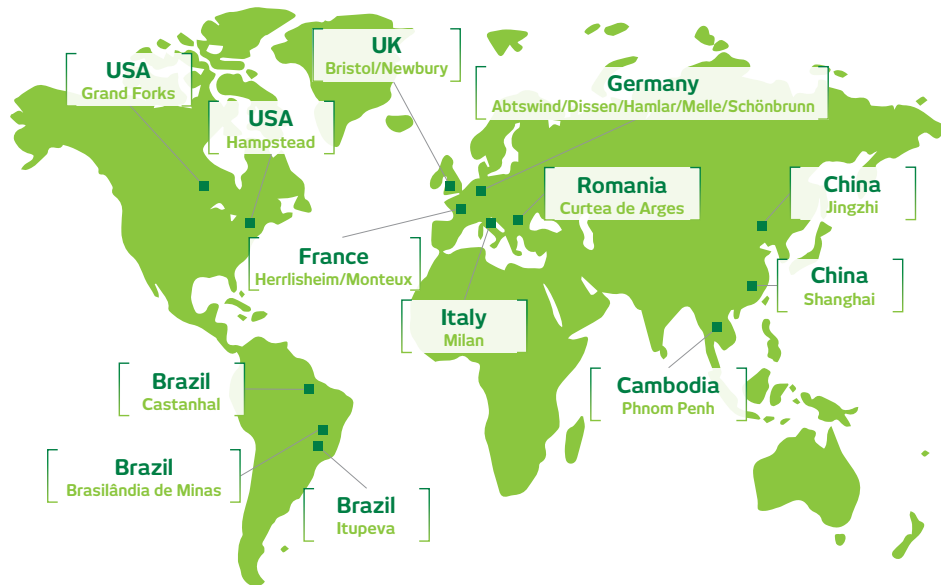 USA
Grand Forks
USA
Hampstead
UK
Bristol/Newbury
Germany
Abtswind/Dissen/Hamlar/Melle/Schönbrunn
Romania
Curtea de Arges
China
Jingzhi
France
Herrlisheim/Monteux
China
Shanghai
Italy
Milan
Brazil
Castanhal
Cambodia
Phnom Penh
Brazil
Brasilândia de Minas
Brazil
Itupeva